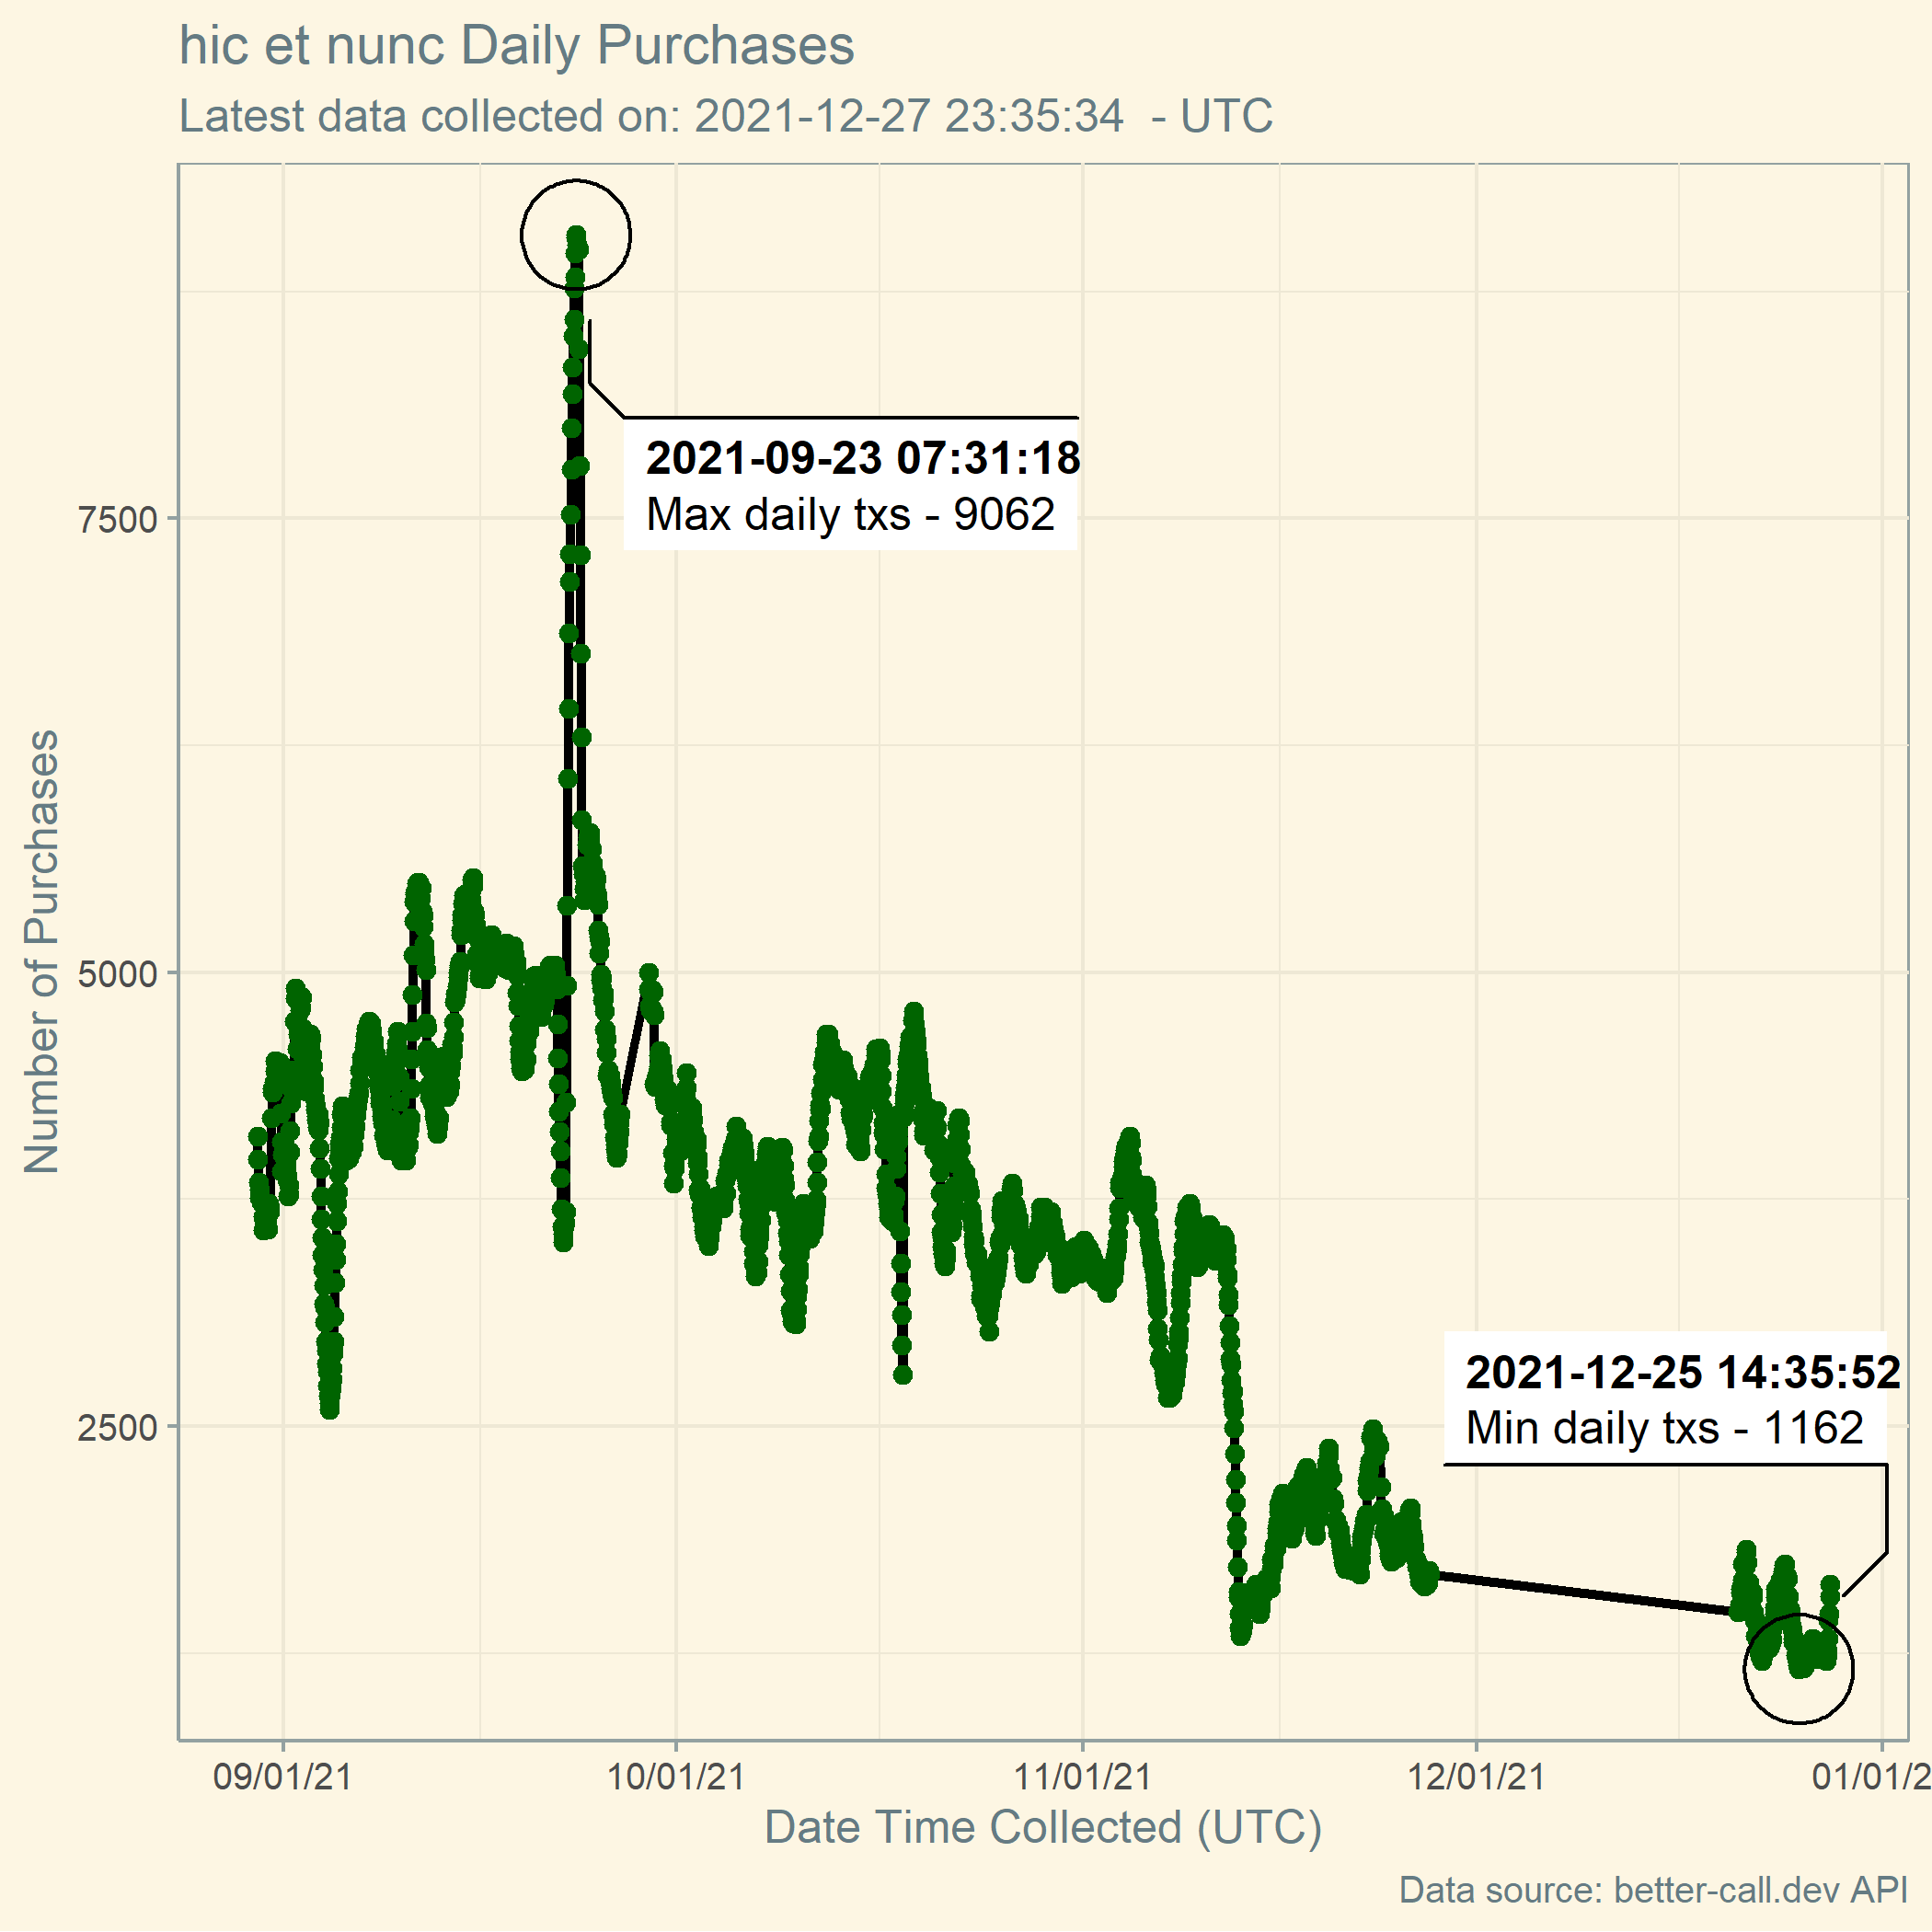 hic et nunc Daily Purchases
Latest data collected on: 2021-12-27 23:35:34  - UTC
2021-09-23 07:31:18
Max daily txs - 9062
7500
5000
2500
Number of Purchases
2021-12-25 14:35:52
Min daily txs - 1162
09/01/21
10/01/21
11/01/21
12/01/21
01/01/2
Date Time Collected (UTC)
Data source: better-call.dev API